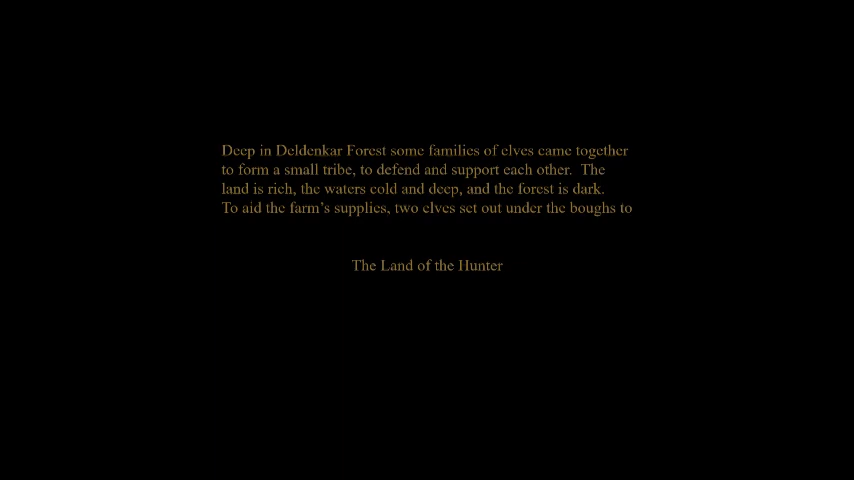 Deep in Deldenkar Forest some families of elves came together
to form a small tribe, to defend and support each other.  The
land is rich, the waters cold and deep, and the forest is dark.
To aid the farm's supplies, two elves set out under the boughs to
The Land of the Hunter